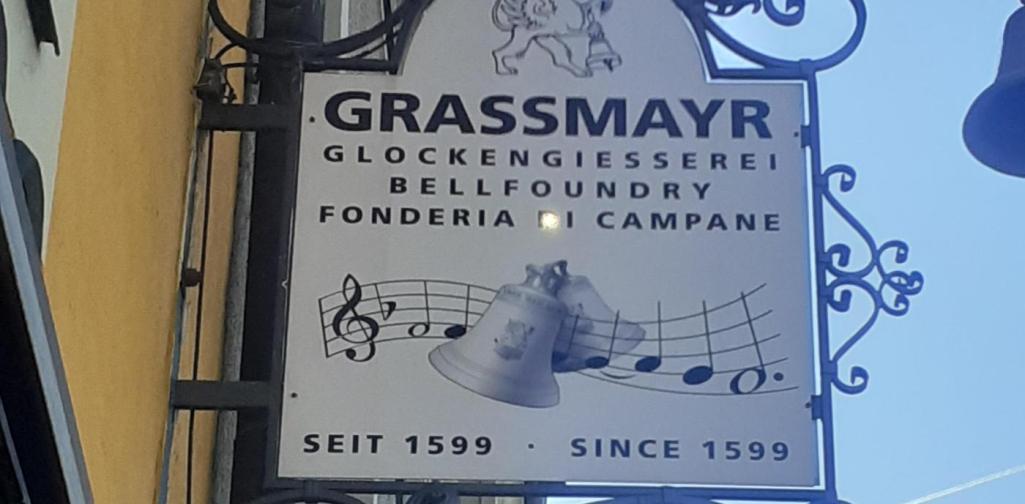 GRASSMAYR
GLOCKENGIESSEREI
BELLFOUNDRY
FONDERIA DI CAMPANE
SEIT 1599 · SINCE 1599